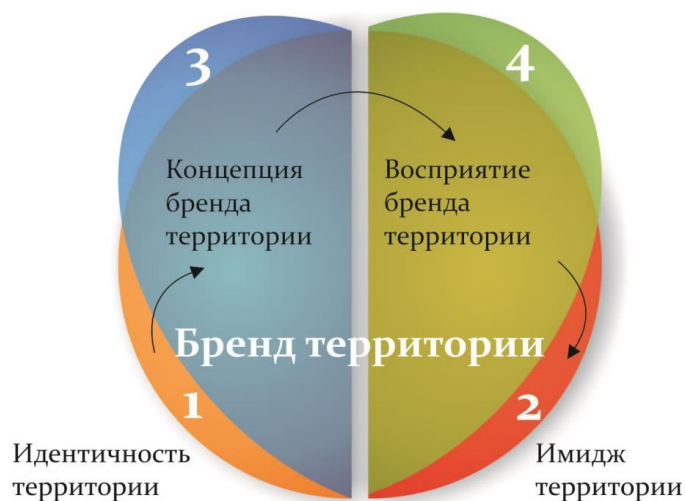 3
4
Концепция
бренда
территории
Восприятие
бренда
территории
Бренд территории
1
2
Идентичность
территории
Имидж
территории